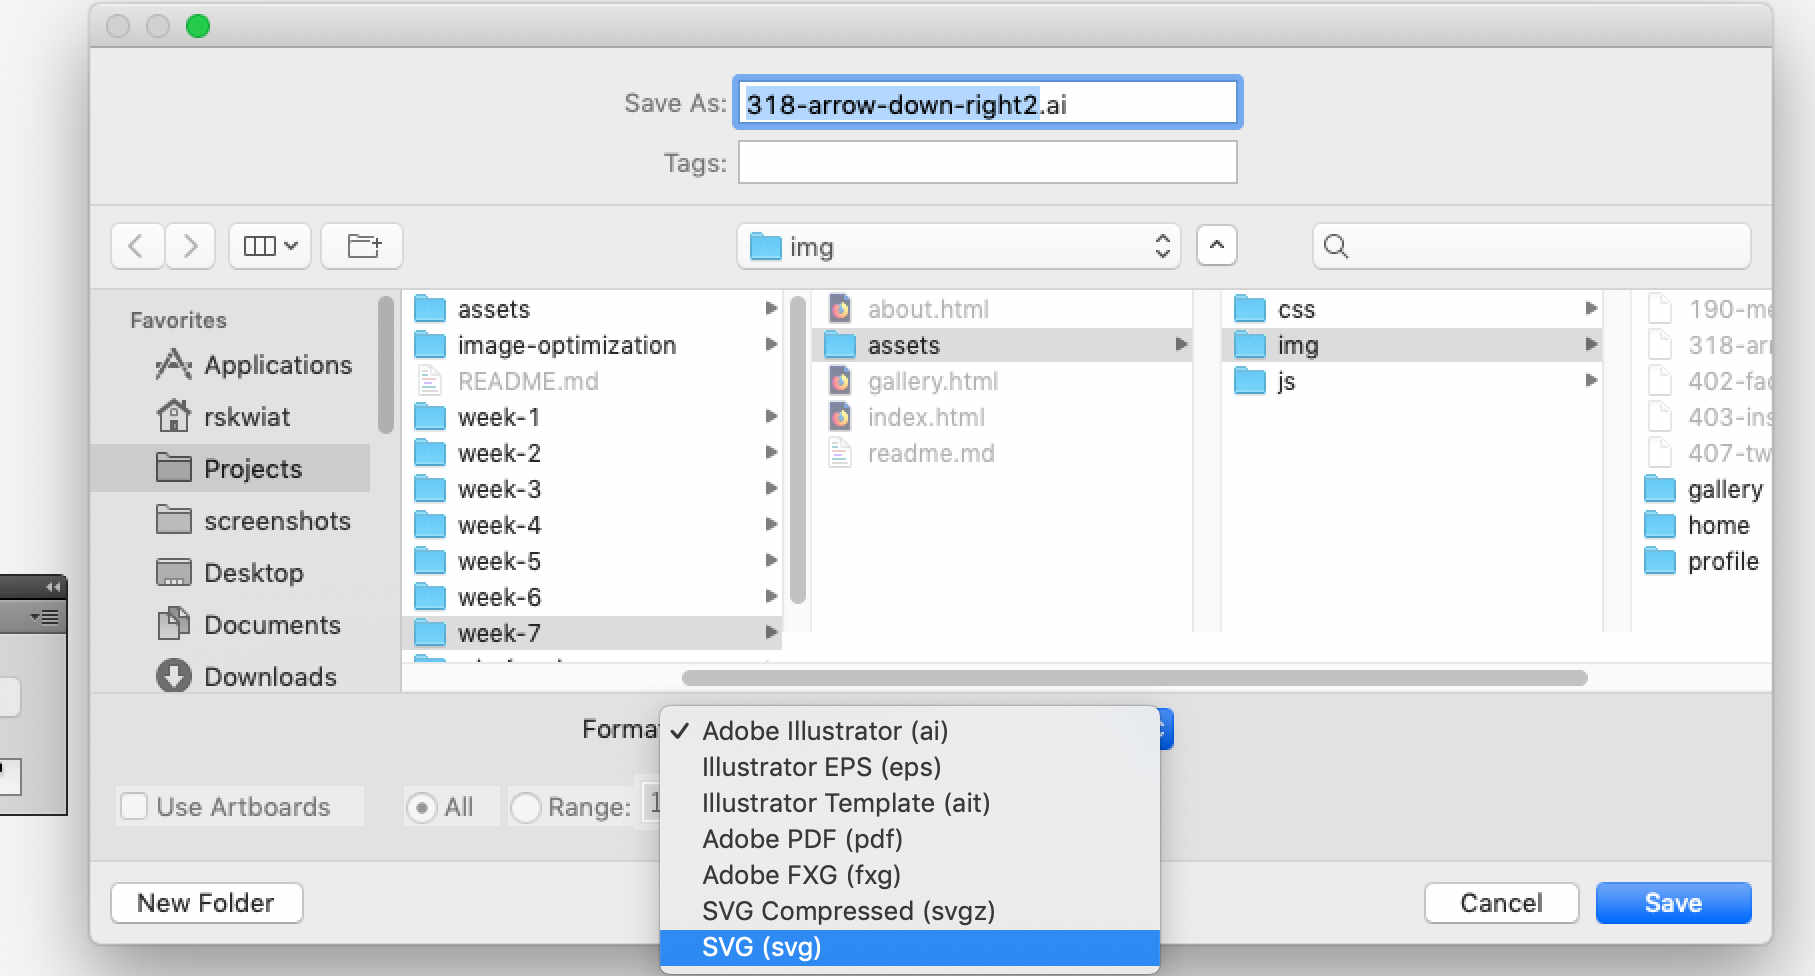 Save As: 318-arrow-down-right2.ai
Tags:
img
Favorites
Applications
rskwiat
Projects
screenshots
Desktop
Documents
Downloads
assets
image-optimization
README.md
week-1
week-2
week-3
week-4
week-5
week-6
week-7
about.html
assets
gallery.html
index.html
readme.md
css
img
js
190-me
318-arr
402-fac
403-ins
407-tw
gallery
home
profile
Format
Adobe Illustrator (ai)
Illustrator EPS (eps)
Illustrator Template (ait)
Adobe PDF (pdf)
Adobe FXG (fxg)
SVG Compressed (svgz)
SVG (svg)
Use Artboards
All
Range: 1
New Folder
Cancel
Save